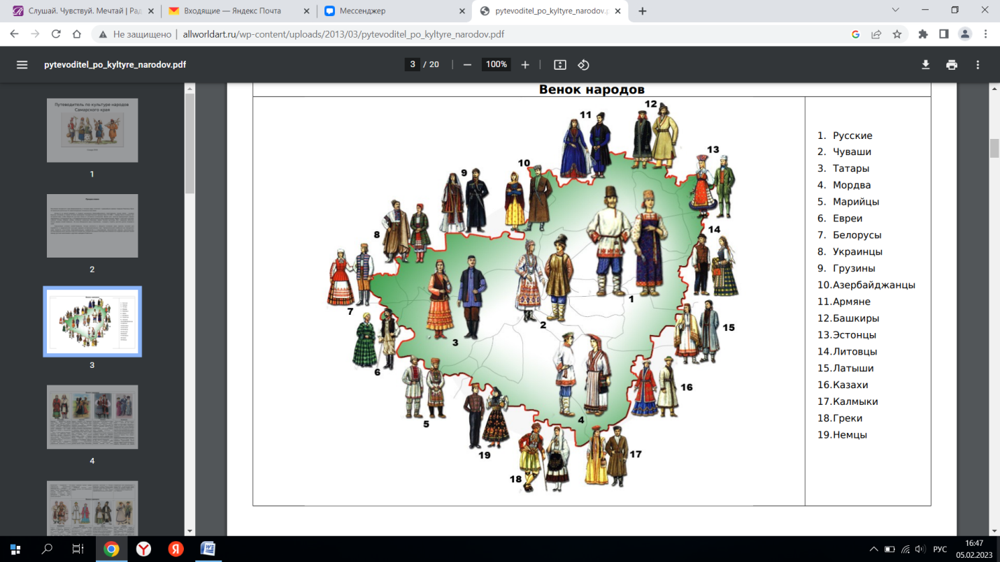 Слушай. Чувствуй. Мечтай | Рад
Входящие — Яндекс Почта
Мессенджер
pytevoditel_po_kyltyre_narodov.p
Не защищено | allworldart.ru/wp-content/uploads/2013/03/pytevoditel_po_kyltyre_narodov.pdf
pytevoditel_po_kyltyre_narodov.pdf
3 / 20
100%
Путеводитель по культуре народов
Самарского края
1
2
3
4
Венок народов
12
11
13
10
9
14
8
1
7
2
15
3
6
16
4
5
17
19
18
1. Русские
2. Чуваши
3. Татары
4. Мордва
5. Марийцы
6. Евреи
7. Белорусы
8. Украинцы
9. Грузины
10.Азербайджанцы
11.Армяне
12.Башкиры
13.Эстонцы
14.Литовцы
15.Латыши
16.Казахи
17.Калмыки
18.Греки
19.Немцы
РУС
16:47
05.02.2023